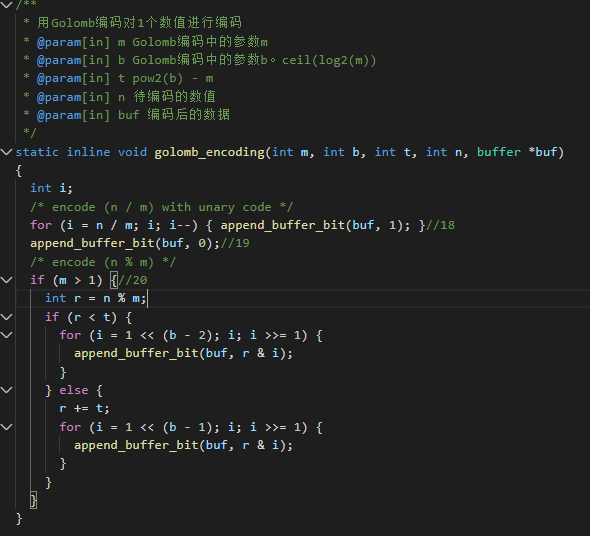 /**
 * 用Golomb编码对1个数值进行编码
 * @param[in] m Golomb编码中的参数m
 * @param[in] b Golomb编码中的参数b。ceil(log2(m))
 * @param[in] t pow2(b) - m
 * @param[in] n 待编码的数值
 * @param[in] buf 编码后的数据
 */
static inline void golomb_encoding(int m, int b, int t, int n, buffer *buf)
{
  int i;
  /* encode (n / m) with unary code */
  for (i = n / m; i; i--) { append_buffer_bit(buf, 1); }//18
  append_buffer_bit(buf, 0);//19
  /* encode (n % m) */
  if (m > 1) {//20
    int r = n % m;
    if (r < t) {
      for (i = 1 << (b - 2); i; i >>= 1) {
        append_buffer_bit(buf, r & i);
      }
    } else {
      r += t;
      for (i = 1 << (b - 1); i; i >>= 1) {
        append_buffer_bit(buf, r & i);
      }
    }
  }
}